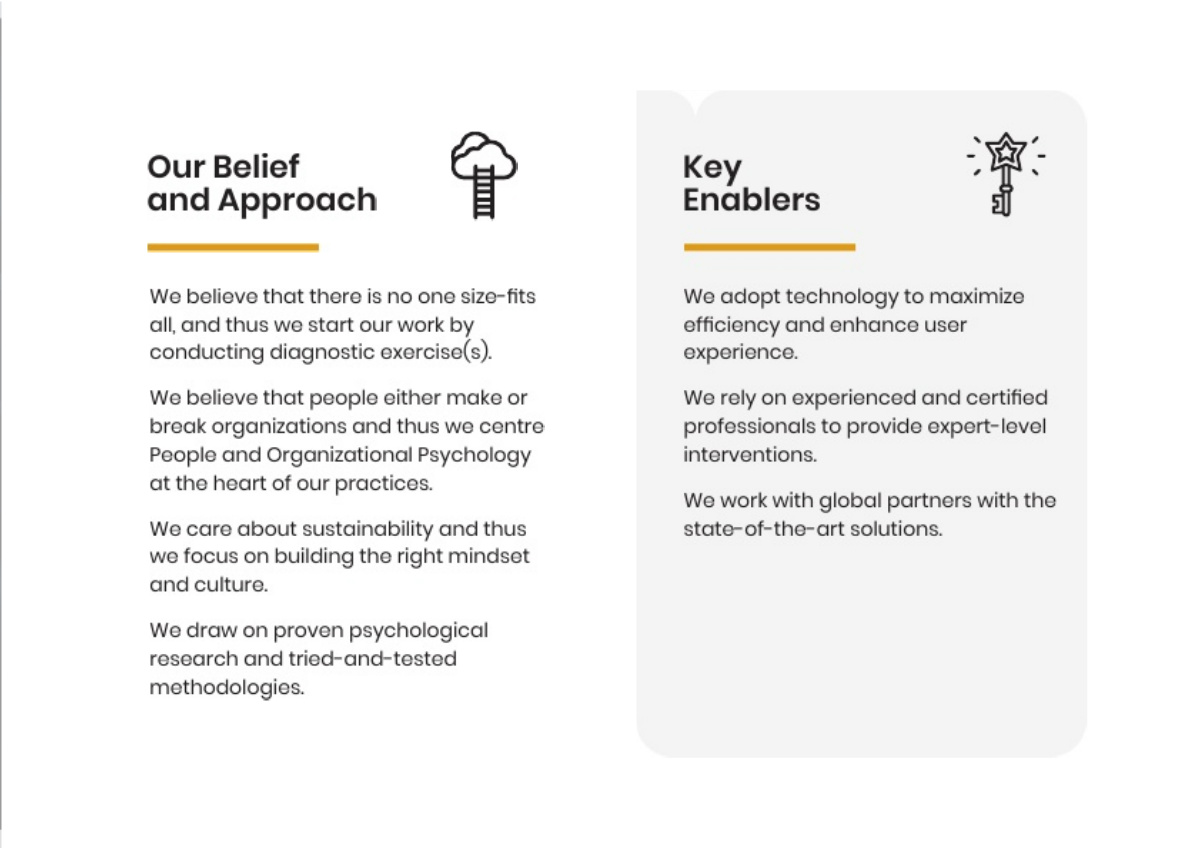 Our Belief
and Approach
We believe that there is no one size-fits
all, and thus we start our work by
conducting diagnostic exercise(s).
We believe that people either make or
break organizations and thus we centre
People and Organizational Psychology
at the heart of our practices.
We care about sustainability and thus
we focus on building the right mindset
and culture.
We draw on proven psychological
research and tried-and-tested
methodologies.
Key
Enablers
We adopt technology to maximize
efficiency and enhance user
experience.
We rely on experienced and certified
professionals to provide expert-level
interventions.
We work with global partners with the
state-of-the-art solutions.